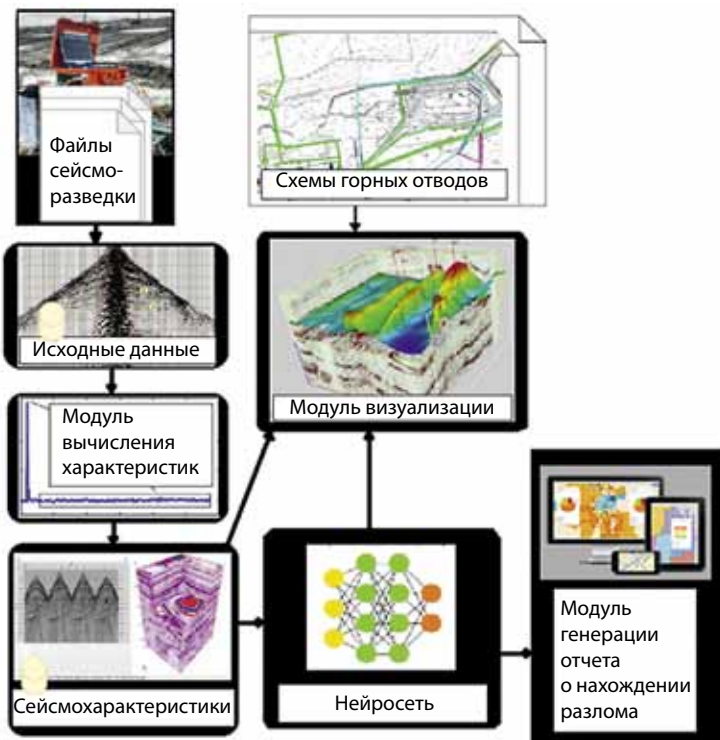 Файлы
сейсмо-
разведки
Схемы горных отводов
Исходные данные
Модуль визуализации
Модуль
вычисления
характеристик
Сейсмохарактеристики
Нейросеть
Модуль
генерации
отчета
о нахождении
разлома